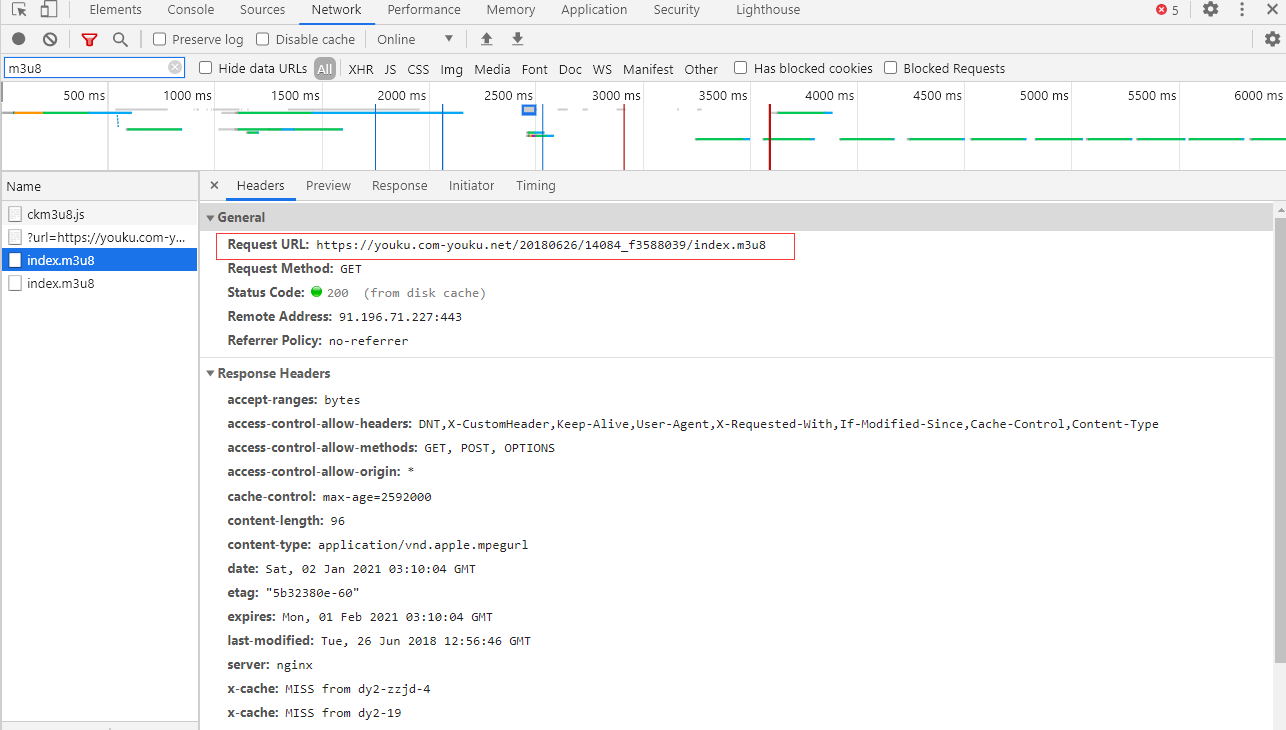 Elements Console Sources Network Performance Memory Application Security Lighthouse 5
Preserve log Disable cache Online
m3u8 Hide data URLs All XHR JS CSS Img Media Font Doc WS Manifest Other Has blocked cookies Blocked Requests
500 ms 1000 ms 1500 ms 2000 ms 2500 ms 3000 ms 3500 ms 4000 ms 4500 ms 5000 ms 5500 ms 6000 ms
Name
ckm3u8.js
?url=https://youku.com-y...
index.m3u8
index.m3u8
Headers Preview Response Initiator Timing
General
Request URL: https://youku.com-youku.net/20180626/14084_f3588039/index.m3u8
Request Method: GET
Status Code: 200 (from disk cache)
Remote Address: 91.196.71.227:443
Referrer Policy: no-referrer
Response Headers
accept-ranges: bytes
access-control-allow-headers: DNT,X-CustomHeader,Keep-Alive,User-Agent,X-Requested-With,If-Modified-Since,Cache-Control,Content-Type
access-control-allow-methods: GET, POST, OPTIONS
access-control-allow-origin: *
cache-control: max-age=2592000
content-length: 96
content-type: application/vnd.apple.mpegurl
date: Sat, 02 Jan 2021 03:10:04 GMT
etag: "5b32380e-60"
expires: Mon, 01 Feb 2021 03:10:04 GMT
last-modified: Tue, 26 Jun 2018 12:56:46 GMT
server: nginx
x-cache: MISS from dy2-zzjd-4
x-cache: MISS from dy2-19